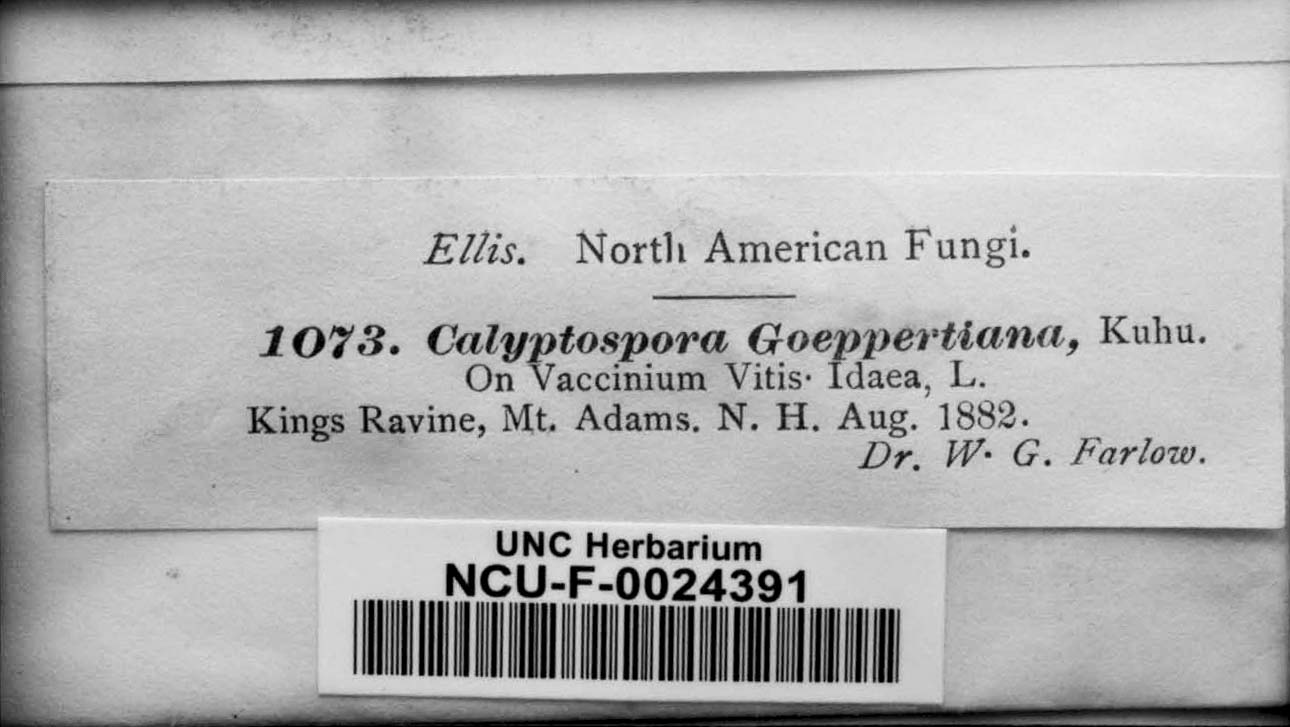 Ellis. North American Fungi.
1073. Calyptospora Goeppertiana, Kuhu.
On Vaccinium Vitis· Idaea, L.
Kings Ravine, Mt. Adams. N. H. Aug. 1882.
Dr. W· G. Farlow.
UNC Herbarium
NCU-F-0024391